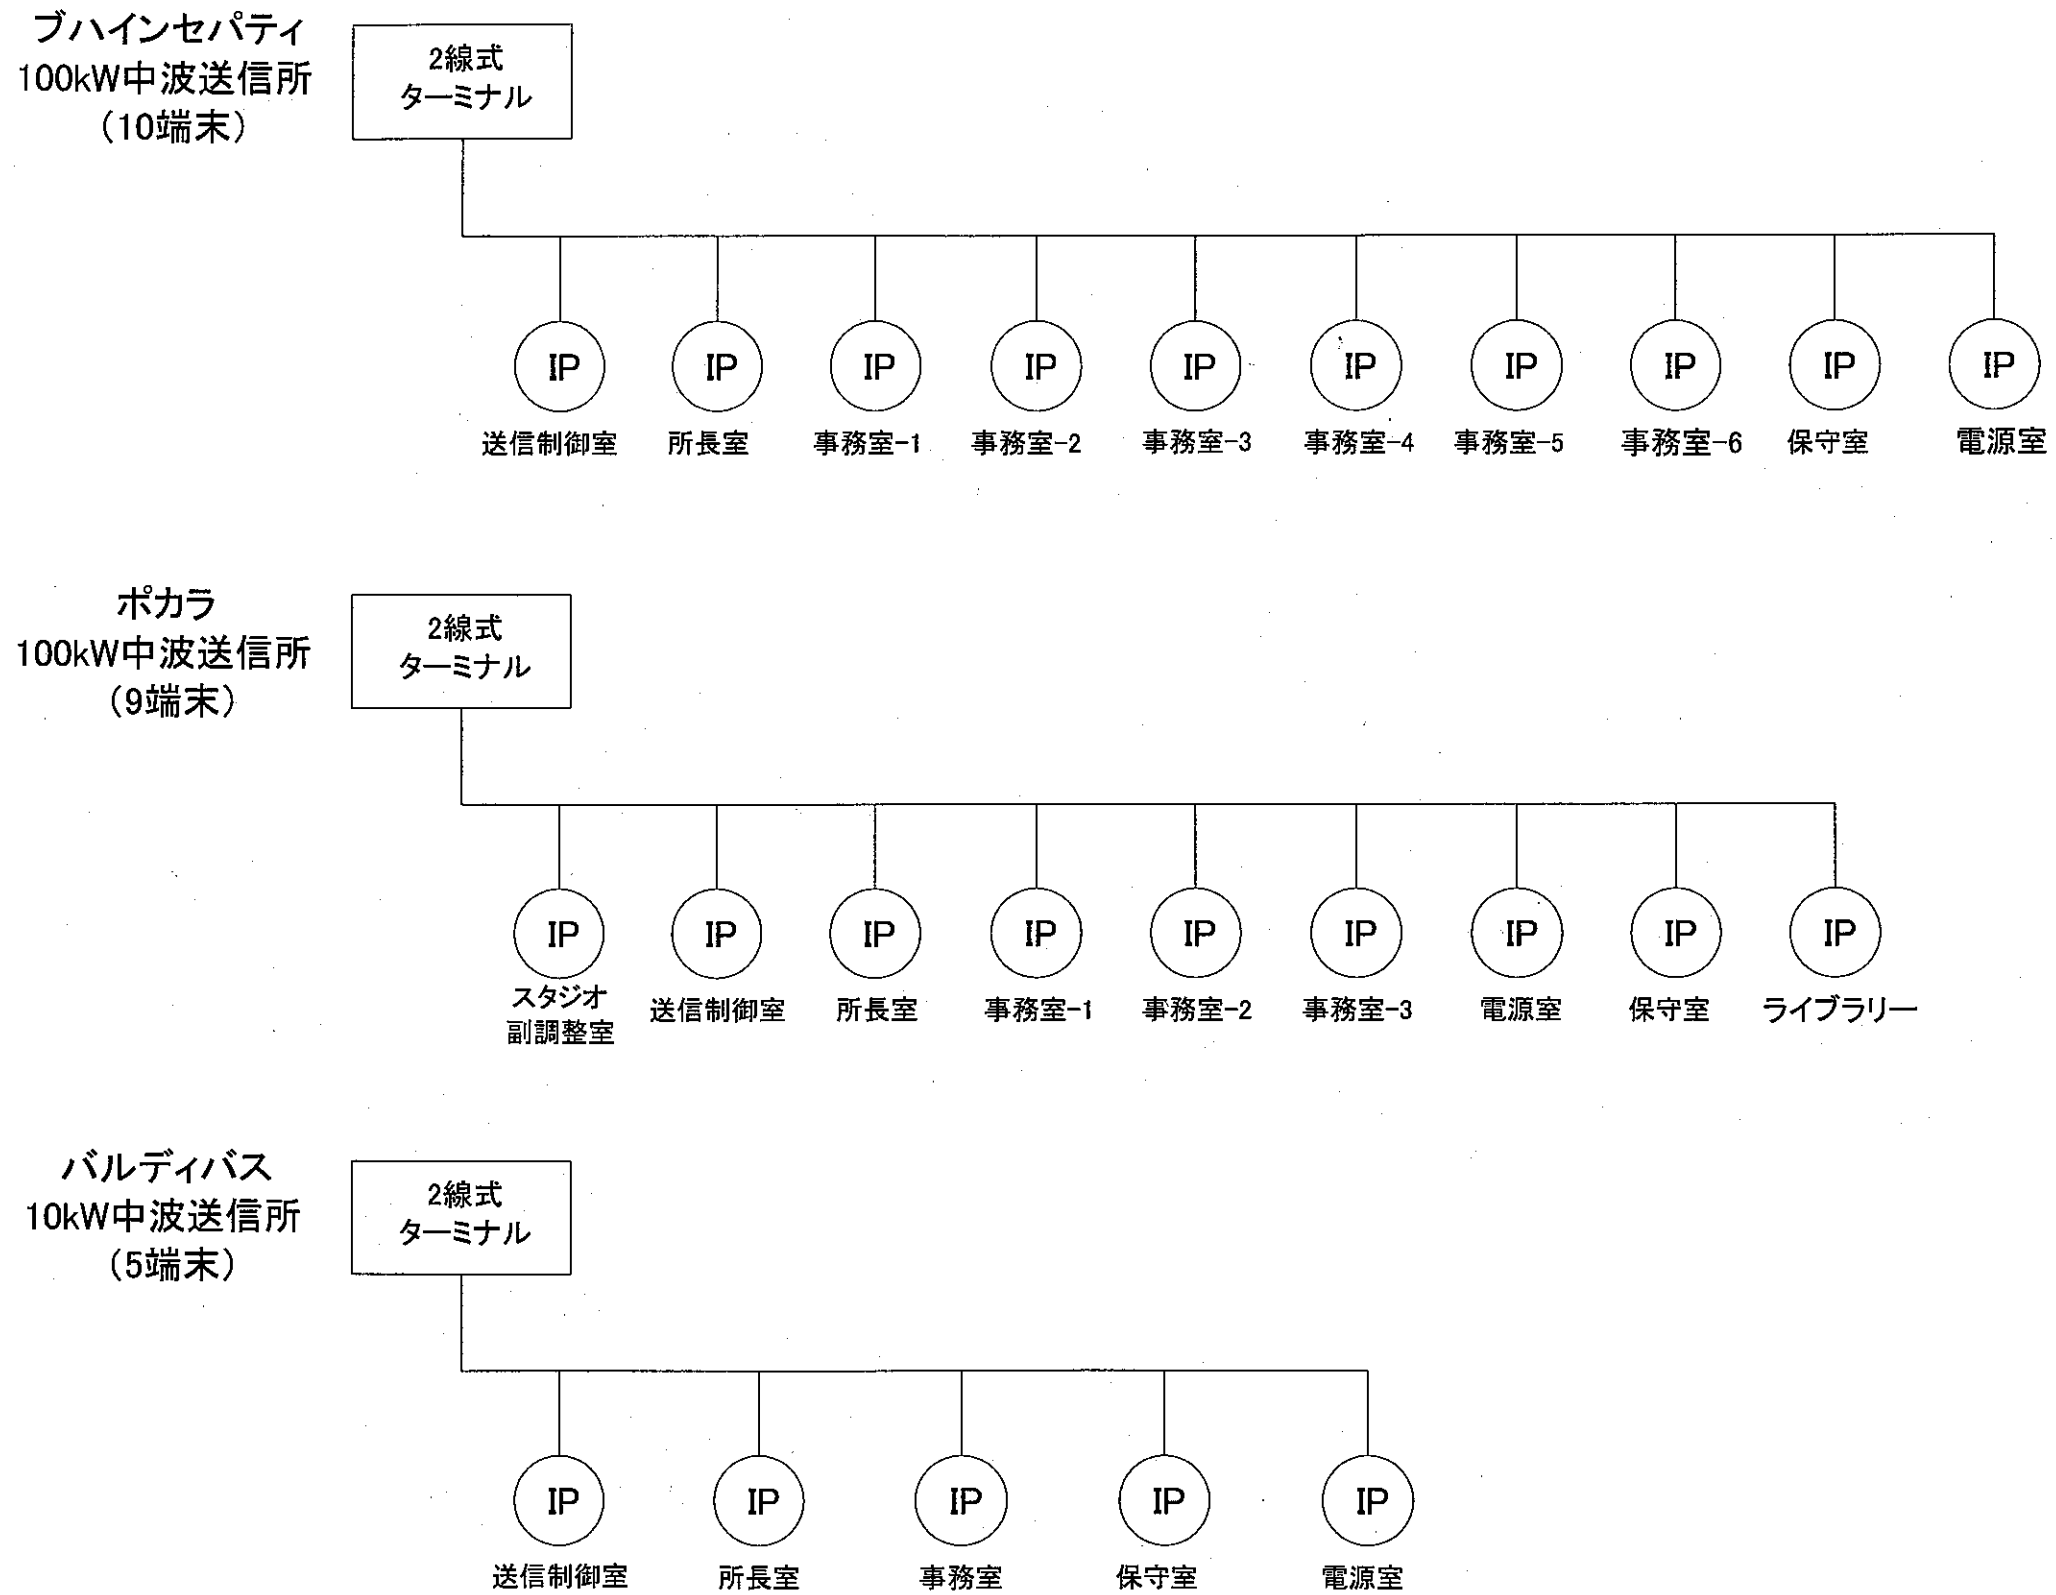 ブハインセパティ
100kW中波送信所
（10端末）
2線式
ターミナル
IP IP IP IP IP IP IP IP IP IP
送信制御室 所長室 事務室-1 事務室-2 事務室-3 事務室-4 事務室-5 事務室-6 保守室 電源室
ポカラ
100kW中波送信所
（9端末）
2線式
ターミナル
IP IP IP IP IP IP IP IP IP
スタジオ
副調整室
送信制御室 所長室 事務室-1 事務室-2 事務室-3 電源室 保守室 ライブラリー
バルディバス
10kW中波送信所
（5端末）
2線式
ターミナル
IP IP IP IP IP
送信制御室 所長室 事務室 保守室 電源室